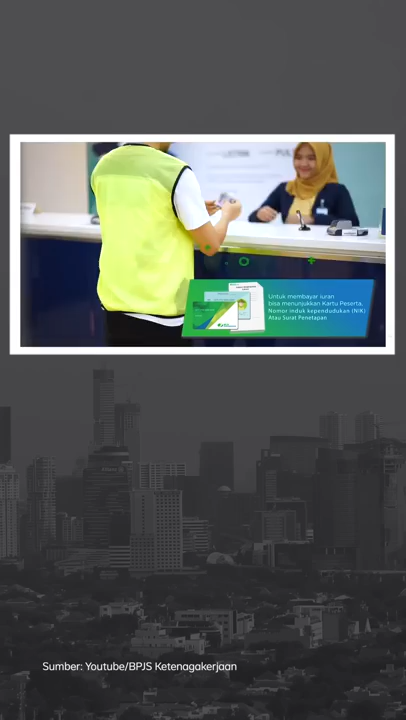 Untuk membayar iuran
bisa menunjukkan Kartu Peserta,
Nomor induk kependudukan (NIK)
Atau Surat Penetapan
Sumber: Youtube/BPJS Ketenagakerjaan